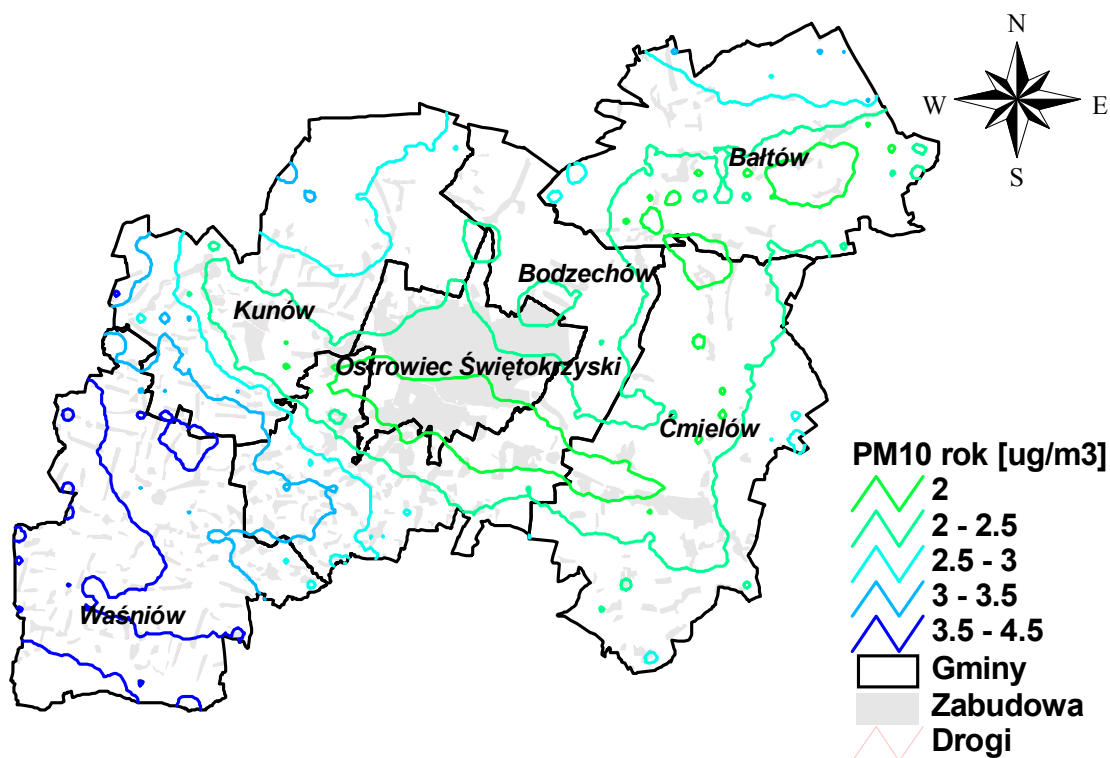 N
W E
S
Bałtów
Bodzechów
Kunów
Ostrowiec Świętokrzyski
Ćmielów
Waśniów
PM10 rok [ug/m3]
2
2 - 2.5
2.5 - 3
3 - 3.5
3.5 - 4.5
Gminy
Zabudowa
Drogi